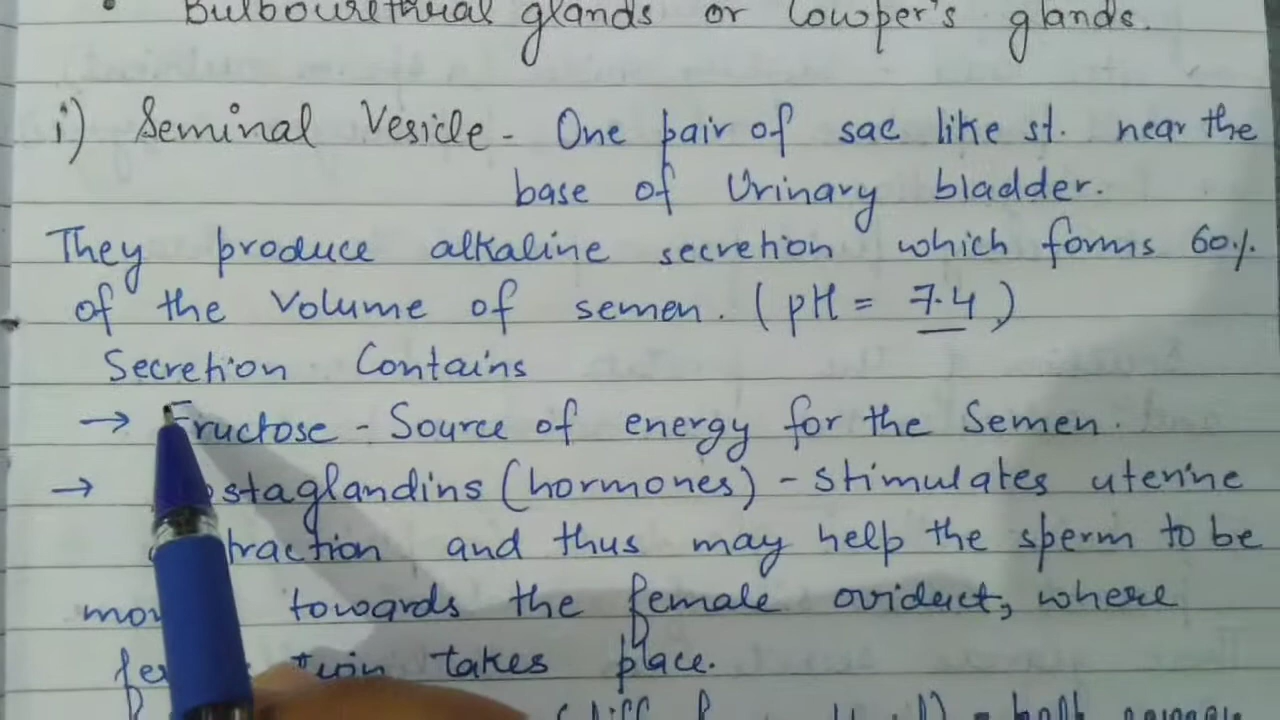 • Bulbourethral glands or Cowper's glands.
i) Seminal Vesicle - One pair of sac like st. near the
base of Urinary bladder.
They produce alkaline secretion which forms 60%
of the Volume of semen. (pH = 7.4)
Secretion Contains
→ Fructose - Source of energy for the Semen.
→ staglandins (hormones) - stimulates uterine
traction and thus may help the sperm to be
towards the female oviduct, where
takes place.